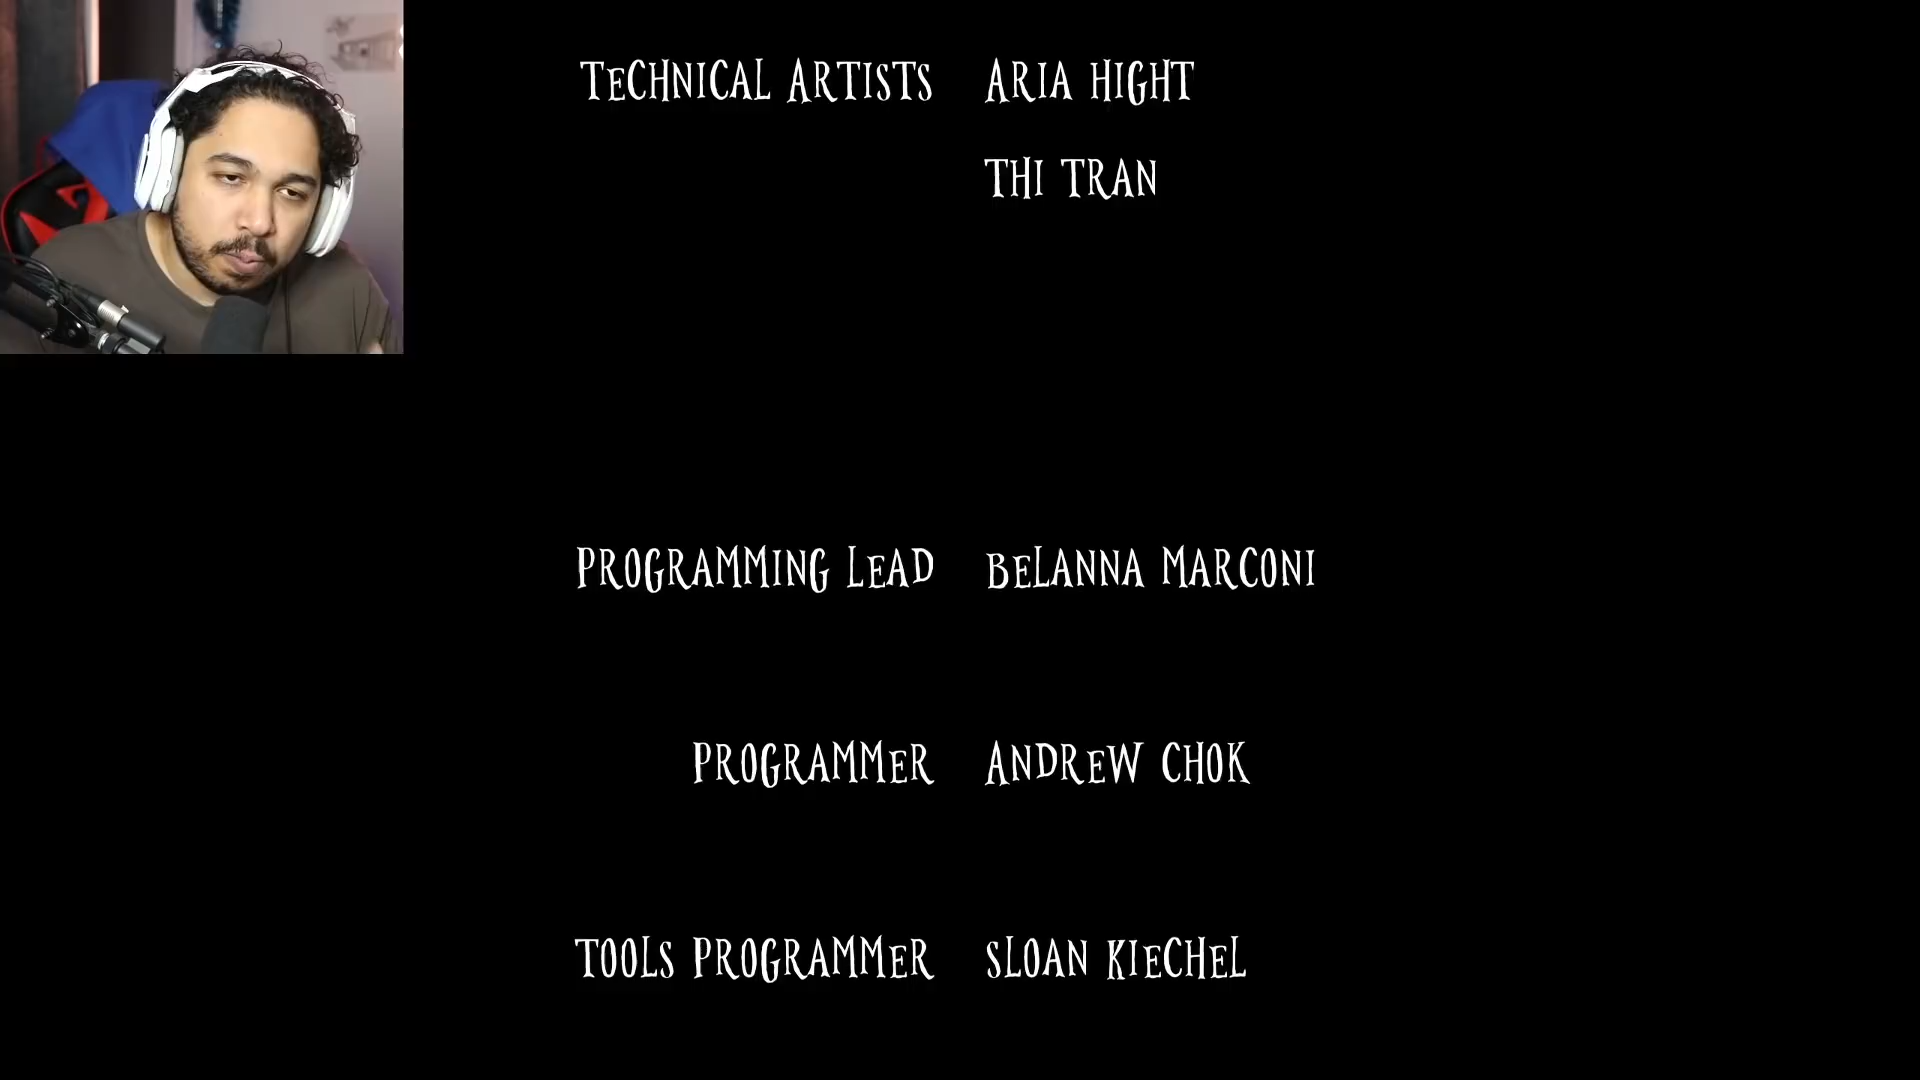 TECHNICAL ARTISTS ARIA HIGHT
THI TRAN
PROGRAMMING LEAD BELANNA MARCONI
PROGRAMMER ANDREW CHOK
TOOLS PROGRAMMER SLOAN KIECHEL